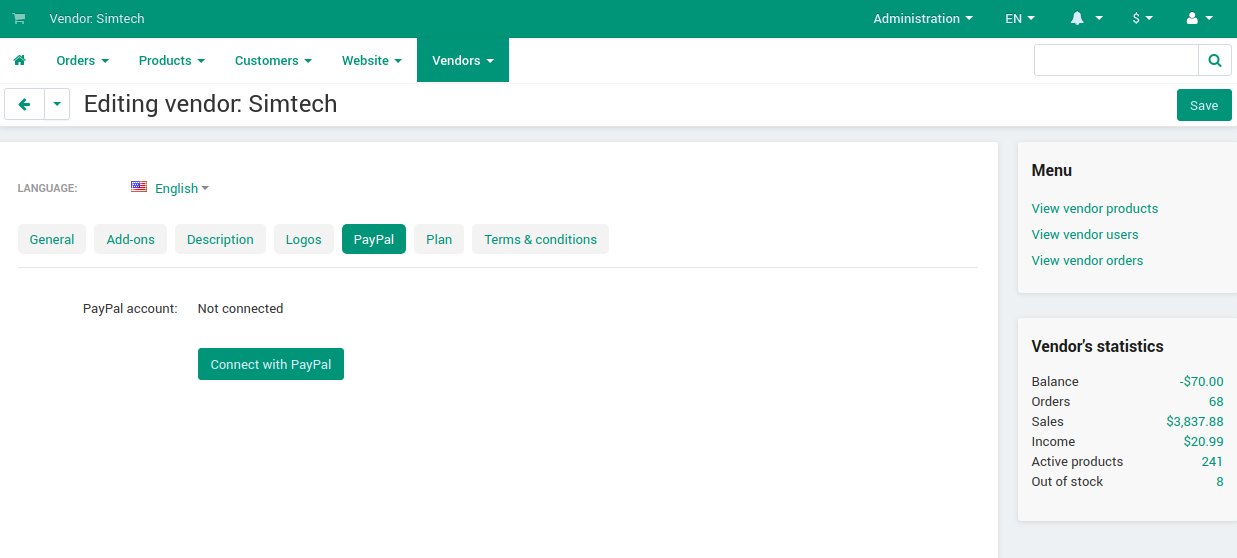 Vendor: Simtech Administration EN $
Orders Products Customers Website Vendors
Editing vendor: Simtech Save
LANGUAGE: English
General Add-ons Description Logos PayPal Plan Terms & conditions
PayPal account: Not connected
Connect with PayPal
Menu
View vendor products
View vendor users
View vendor orders
Vendor's statistics
Balance -$70.00
Orders 68
Sales $3,837.88
Income $20.99
Active products 241
Out of stock 8